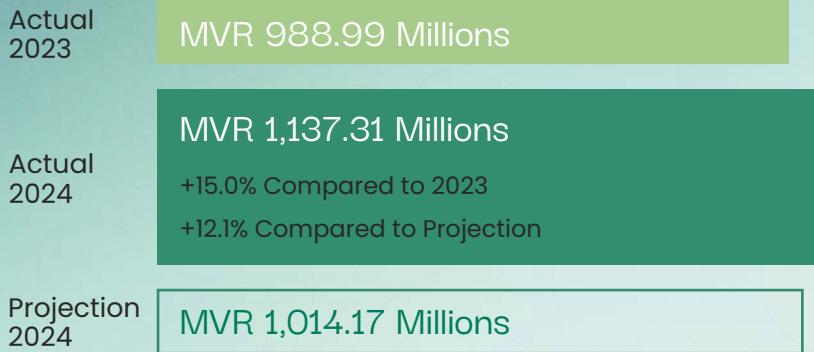 Actual
2023
MVR 988.99 Millions
Actual
2024
MVR 1,137.31 Millions
+15.0% Compared to 2023
+12.1% Compared to Projection
Projection
2024
MVR 1,014.17 Millions